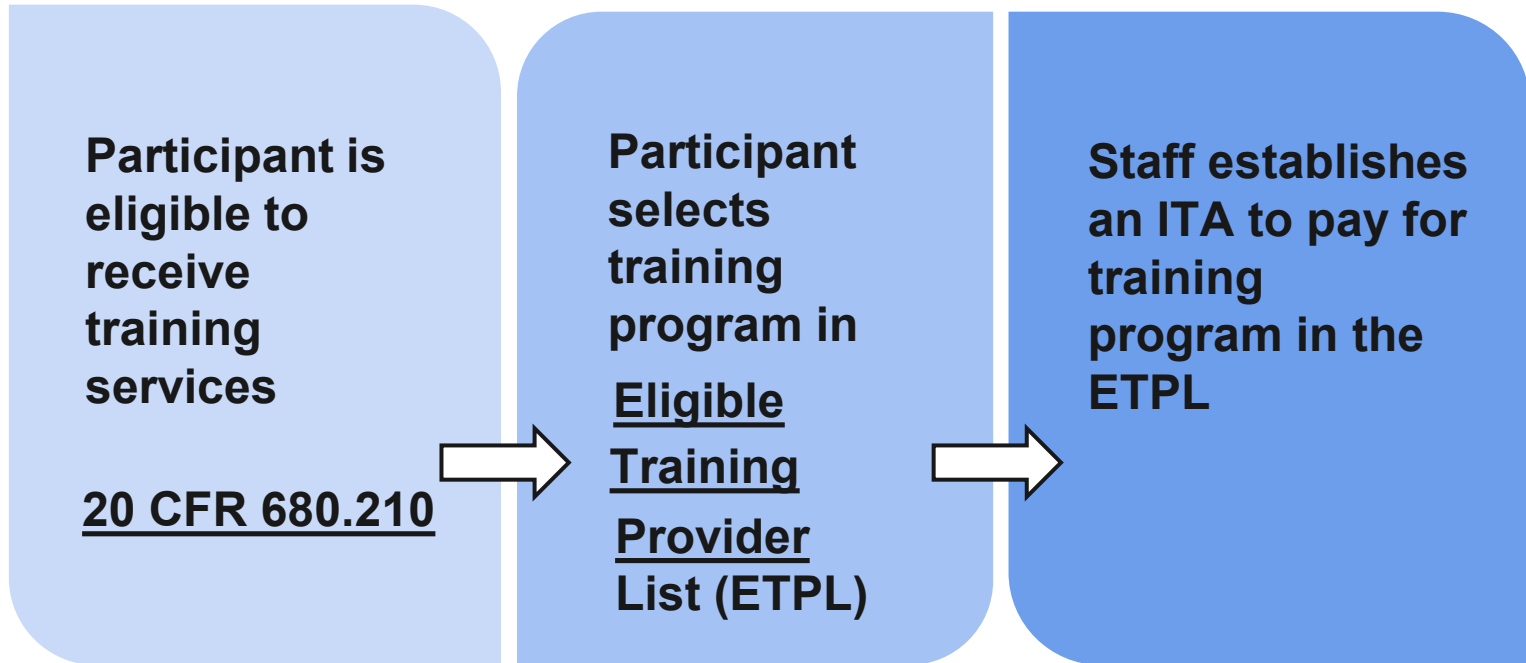 Participant is
eligible to
receive
training
services
20 CFR 680.210
Participant
selects
training
program in
Eligible
Training
Provider
List (ETPL)
Staff establishes
an ITA to pay for
training
program in the
ETPL